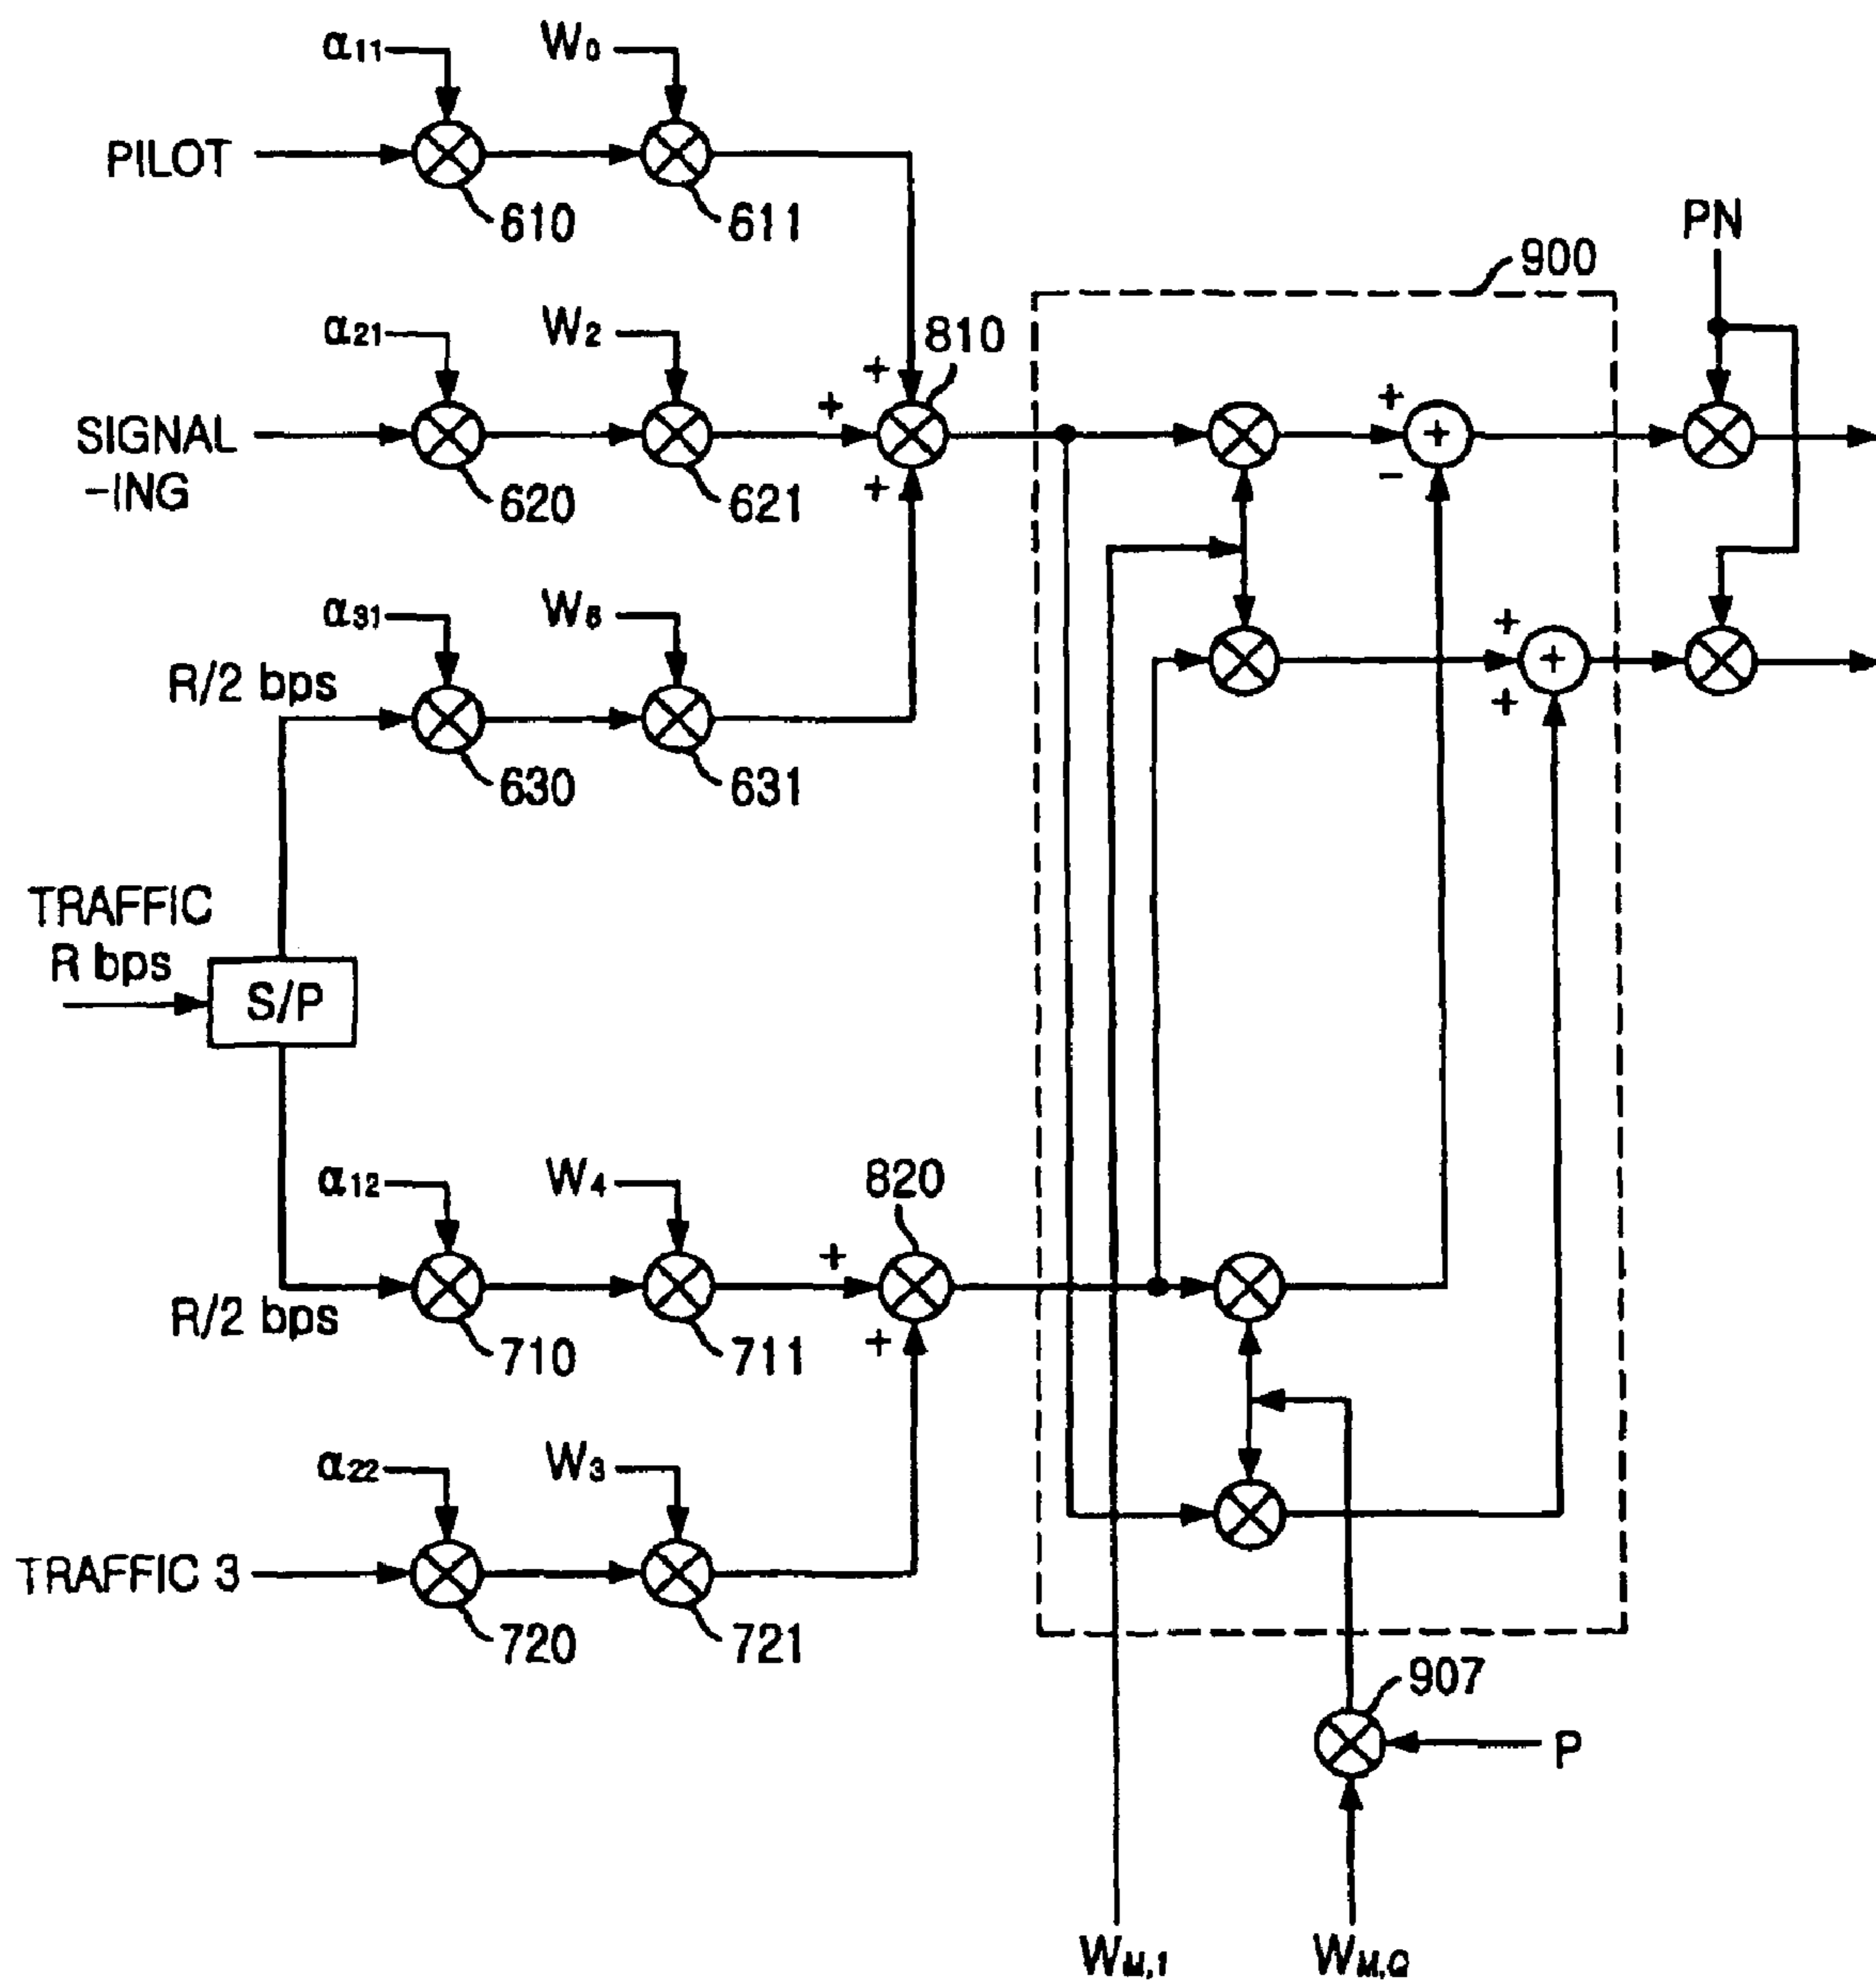 α11
W0
PILOT
610
611
PN
900
α21
W2
810
+
+
+
SIGNAL
-ING
620
621
+
+
−
α31
W6
R/2 bps
630
631
+
+
+
TRAFFIC
R bps
S/P
α12
W4
820
+
+
R/2 bps
710
711
α22
W3
TRAFFIC 3
720
721
907
P
WM,I
WM,Q